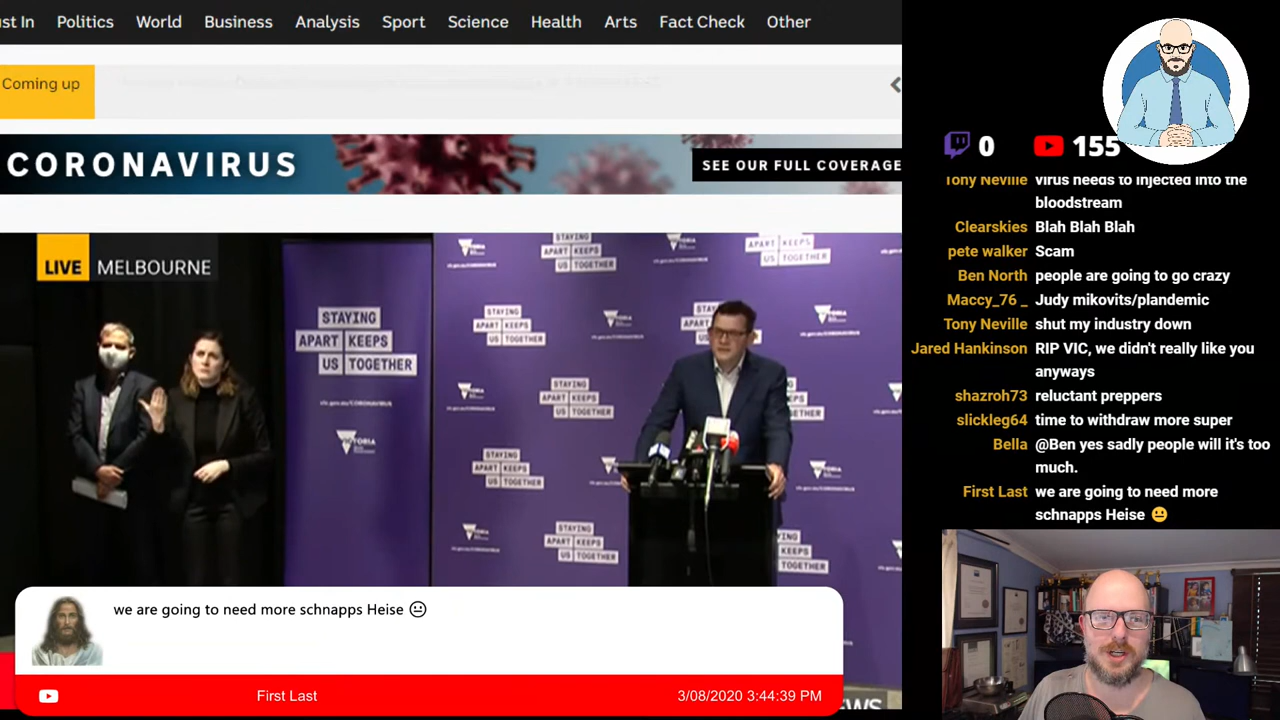 st In Politics World Business Analysis Sport Science Health Arts Fact Check Other
Coming up
CORONAVIRUS
SEE OUR FULL COVERAGE
LIVE MELBOURNE
STAYING
APART KEEPS
US TOGETHER
VICTORIA
STAYING
APART KEEPS
US TOGETHER
0 155
Tony Neville virus needs to injected into the
bloodstream
Clearskies Blah Blah Blah
pete walker Scam
Ben North people are going to go crazy
Maccy_76 _ Judy mikovits/plandemic
Tony Neville shut my industry down
Jared Hankinson RIP VIC, we didn't really like you
anyways
shazroh73 reluctant preppers
slickleg64 time to withdraw more super
Bella @Ben yes sadly people will it's too
much.
First Last we are going to need more
schnapps Heise 😐
we are going to need more schnapps Heise 😐
First Last
3/08/2020 3:44:39 PM